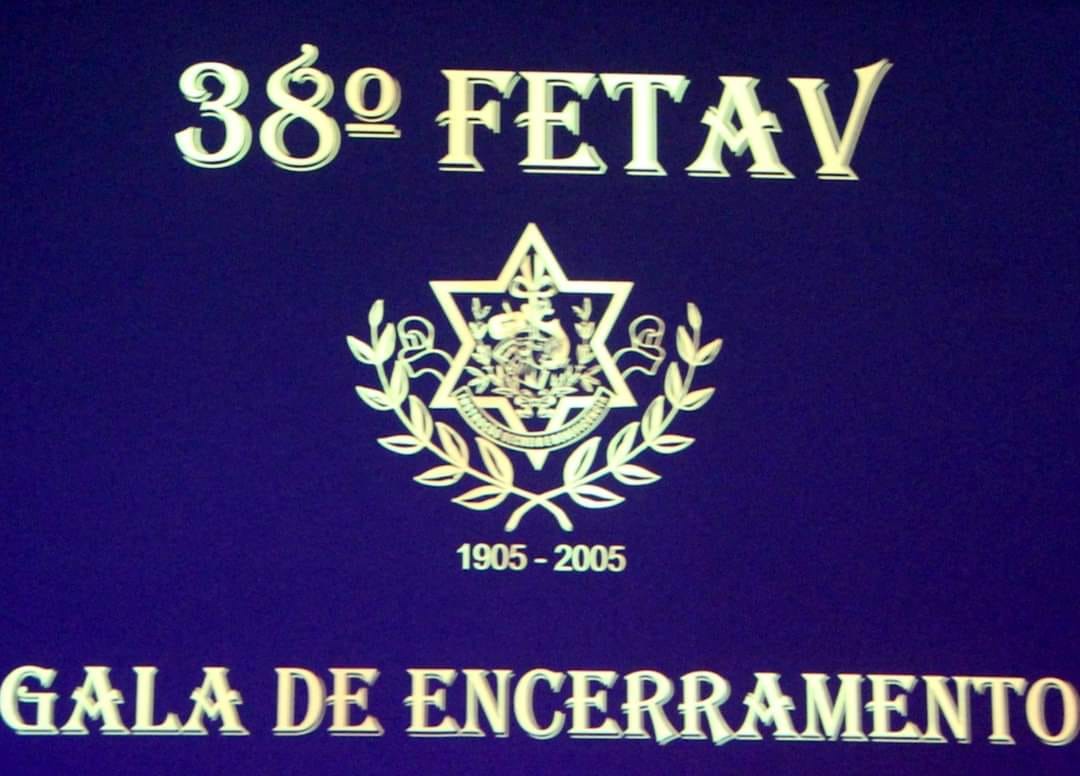 38º FETAV
1905 - 2005
GALA DE ENCERRAMENTO